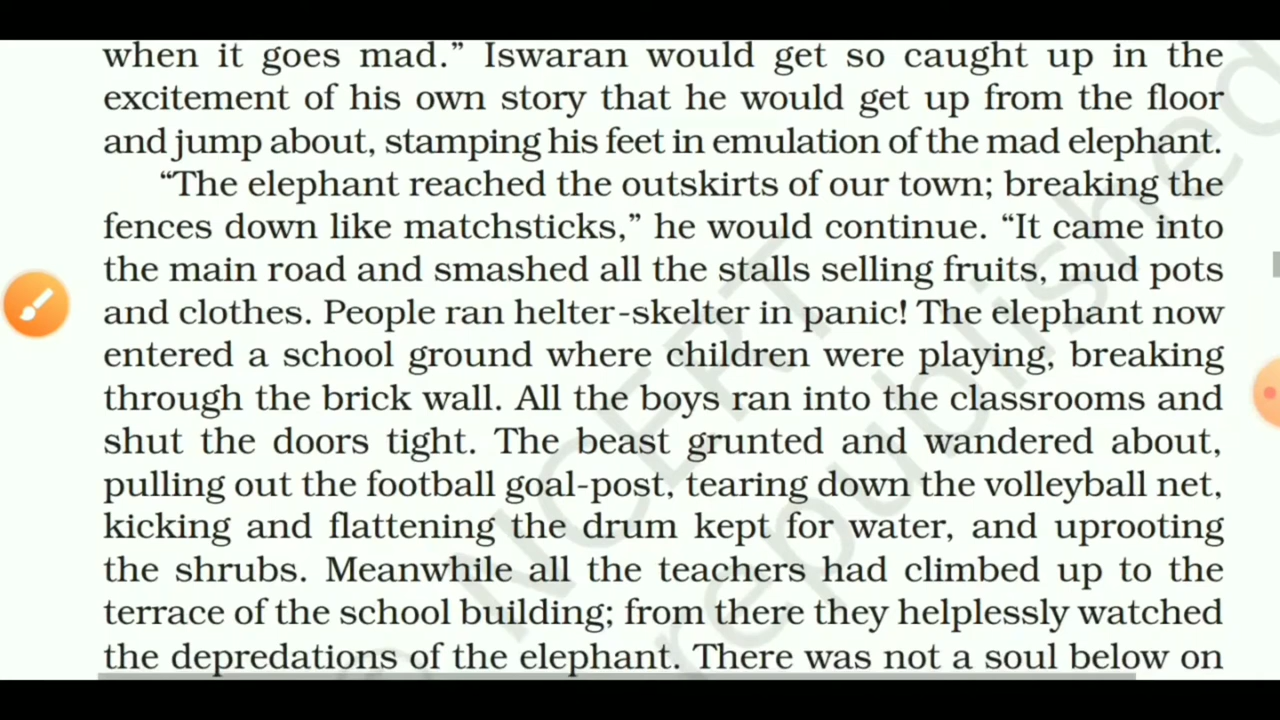 when it goes mad.” Iswaran would get so caught up in the
excitement of his own story that he would get up from the floor
and jump about, stamping his feet in emulation of the mad elephant.
“The elephant reached the outskirts of our town; breaking the
fences down like matchsticks,” he would continue. “It came into
the main road and smashed all the stalls selling fruits, mud pots
and clothes. People ran helter-skelter in panic! The elephant now
entered a school ground where children were playing, breaking
through the brick wall. All the boys ran into the classrooms and
shut the doors tight. The beast grunted and wandered about,
pulling out the football goal-post, tearing down the volleyball net,
kicking and flattening the drum kept for water, and uprooting
the shrubs. Meanwhile all the teachers had climbed up to the
terrace of the school building; from there they helplessly watched
the depredations of the elephant. There was not a soul below on
© NCERT
republished